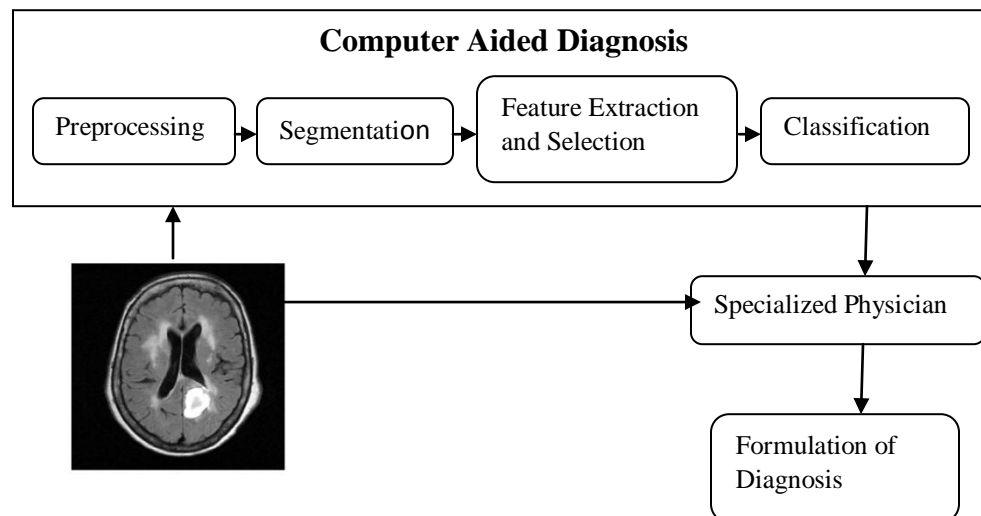 Computer Aided Diagnosis
Preprocessing
Segmentation
Feature Extraction
and Selection
Classification
Specialized Physician
Formulation of
Diagnosis